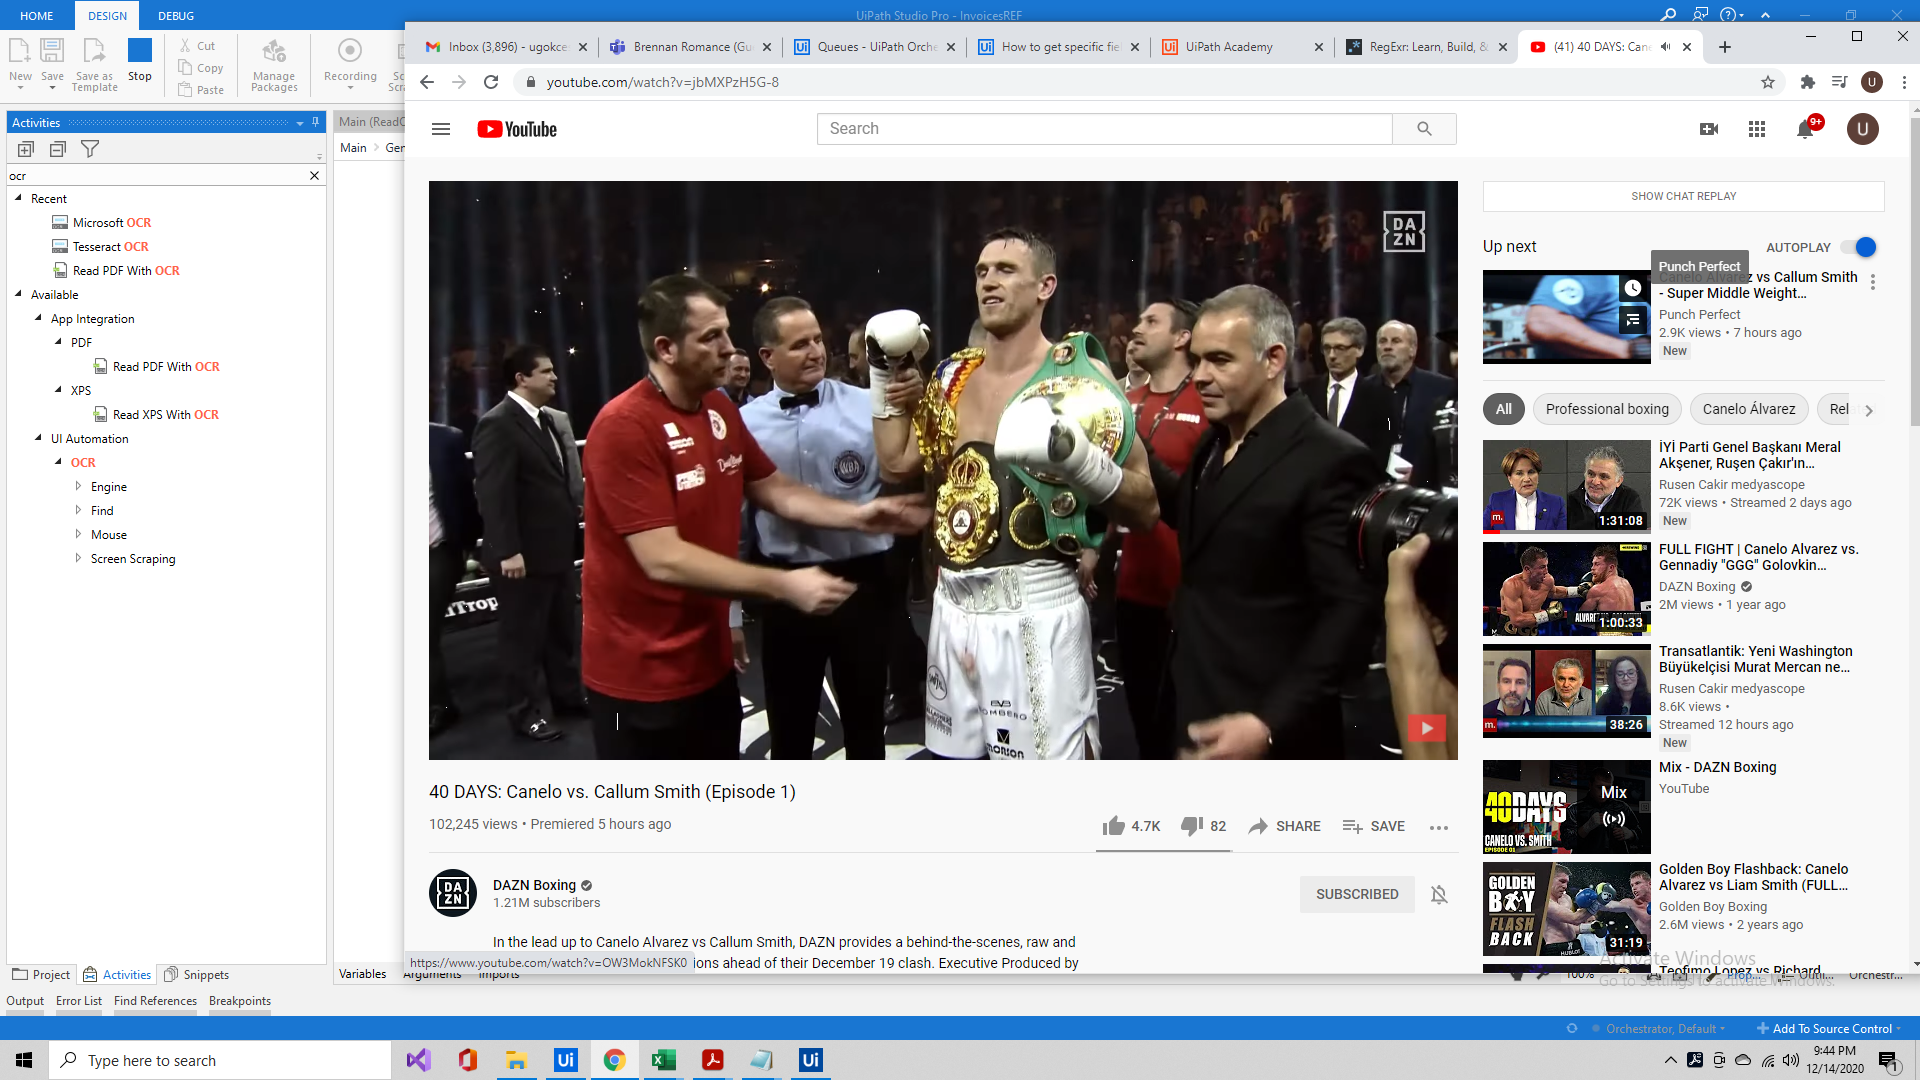 HOME
DESIGN
DEBUG
UiPath Studio Pro - InvoicesREF
New
Save
Save as
Template
Stop
Cut
Copy
Paste
Manage
Packages
Recording
Activities
ocr
Recent
Microsoft OCR
Tesseract OCR
Read PDF With OCR
Available
App Integration
PDF
Read PDF With OCR
XPS
Read XPS With OCR
UI Automation
OCR
Engine
Find
Mouse
Screen Scraping
Project
Activities
Snippets
Output
Error List
Find References
Breakpoints
Main
Variables
Arguments
Imports
100%
Inbox (3,896) - ugokce
Brennan Romance (Gu
Queues - UiPath Orche
How to get specific fie
UiPath Academy
RegExr: Learn, Build, &
(41) 40 DAYS: Can
youtube.com/watch?v=jbMXPzH5G-8
U
YouTube
Search
9+
U
DA
ZN
WBA
40 DAYS: Canelo vs. Callum Smith (Episode 1)
102,245 views • Premiered 5 hours ago
4.7K
82
SHARE
SAVE
DA
ZN
DAZN Boxing
1.21M subscribers
SUBSCRIBED
In the lead up to Canelo Alvarez vs Callum Smith, DAZN provides a behind-the-scenes, raw and
ions ahead of their December 19 clash. Executive Produced by
https://www.youtube.com/watch?v=OW3MokNFSK0
SHOW CHAT REPLAY
Up next
AUTOPLAY
Punch Perfect
Canelo Alvarez vs Callum Smith
- Super Middle Weight...
Punch Perfect
2.9K views • 7 hours ago
New
All
Professional boxing
Canelo Álvarez
Rel
İYİ Parti Genel Başkanı Meral
Akşener, Ruşen Çakır'ın...
Rusen Cakir medyascope
72K views • Streamed 2 days ago
New
1:31:08
FULL FIGHT | Canelo Alvarez vs.
Gennadiy "GGG" Golovkin...
DAZN Boxing
2M views • 1 year ago
1:00:33
Transatlantik: Yeni Washington
Büyükelçisi Murat Mercan ne...
Rusen Cakir medyascope
8.6K views •
Streamed 12 hours ago
New
38:26
Mix - DAZN Boxing
YouTube
40DAYS
CANELO VS. SMITH
EPISODE 01
Mix
Golden Boy Flashback: Canelo
Alvarez vs Liam Smith (FULL...
Golden Boy Boxing
2.6M views • 2 years ago
GOLDEN
BOY
FLASH
BACK
31:19
Teofimo Lopez vs Richard
Activate Windows
Go to Settings to activate Windows.
Orchestrator, Default
Add To Source Control
Type here to search
9:44 PM
12/14/2020
1